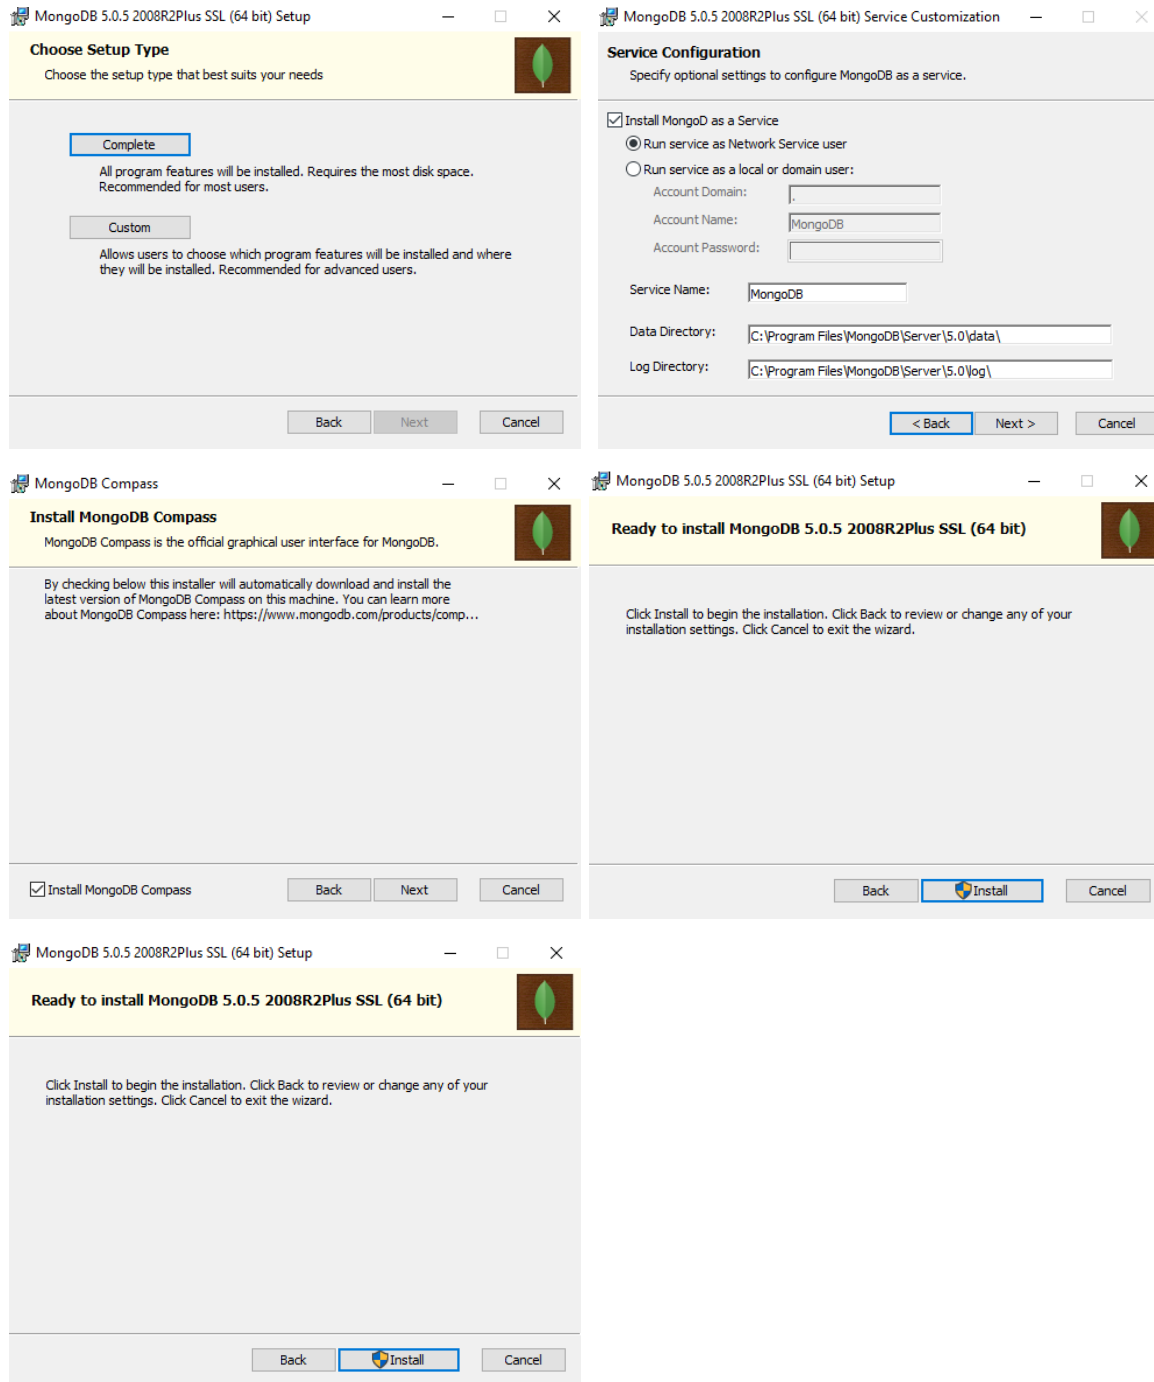 MongoDB 5.0.5 2008R2Plus SSL (64 bit) Setup
Choose Setup Type
Choose the setup type that best suits your needs
Complete
All program features will be installed. Requires the most disk space.
Recommended for most users.
Custom
Allows users to choose which program features will be installed and where
they will be installed. Recommended for advanced users.
Back Next Cancel
MongoDB 5.0.5 2008R2Plus SSL (64 bit) Service Customization
Service Configuration
Specify optional settings to configure MongoDB as a service.
Install MongoD as a Service
Run service as Network Service user
Run service as a local or domain user:
Account Domain: .
Account Name: MongoDB
Account Password:
Service Name: MongoDB
Data Directory: C:\Program Files\MongoDB\Server\5.0\data\
Log Directory: C:\Program Files\MongoDB\Server\5.0\log\
< Back Next > Cancel
MongoDB Compass
Install MongoDB Compass
MongoDB Compass is the official graphical user interface for MongoDB.
By checking below this installer will automatically download and install the
latest version of MongoDB Compass on this machine. You can learn more
about MongoDB Compass here: https://www.mongodb.com/products/comp...
Install MongoDB Compass Back Next Cancel
MongoDB 5.0.5 2008R2Plus SSL (64 bit) Setup
Ready to install MongoDB 5.0.5 2008R2Plus SSL (64 bit)
Click Install to begin the installation. Click Back to review or change any of your
installation settings. Click Cancel to exit the wizard.
Back Install Cancel
MongoDB 5.0.5 2008R2Plus SSL (64 bit) Setup
Ready to install MongoDB 5.0.5 2008R2Plus SSL (64 bit)
Click Install to begin the installation. Click Back to review or change any of your
installation settings. Click Cancel to exit the wizard.
Back Install Cancel